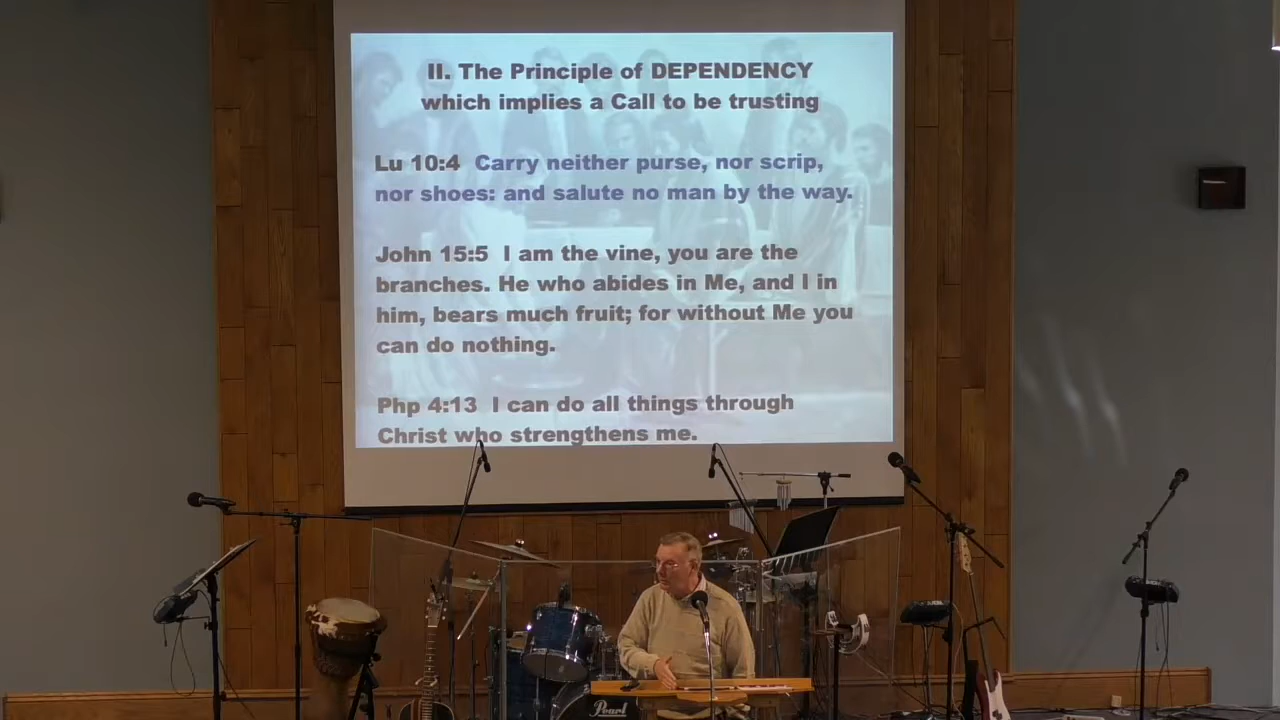 II. The Principle of DEPENDENCY
which implies a Call to be trusting
Lu 10:4 Carry neither purse, nor scrip,
nor shoes: and salute no man by the way.
John 15:5 I am the vine, you are the
branches. He who abides in Me, and I in
him, bears much fruit; for without Me you
can do nothing.
Php 4:13 I can do all things through
Christ who strengthens me.
Pearl